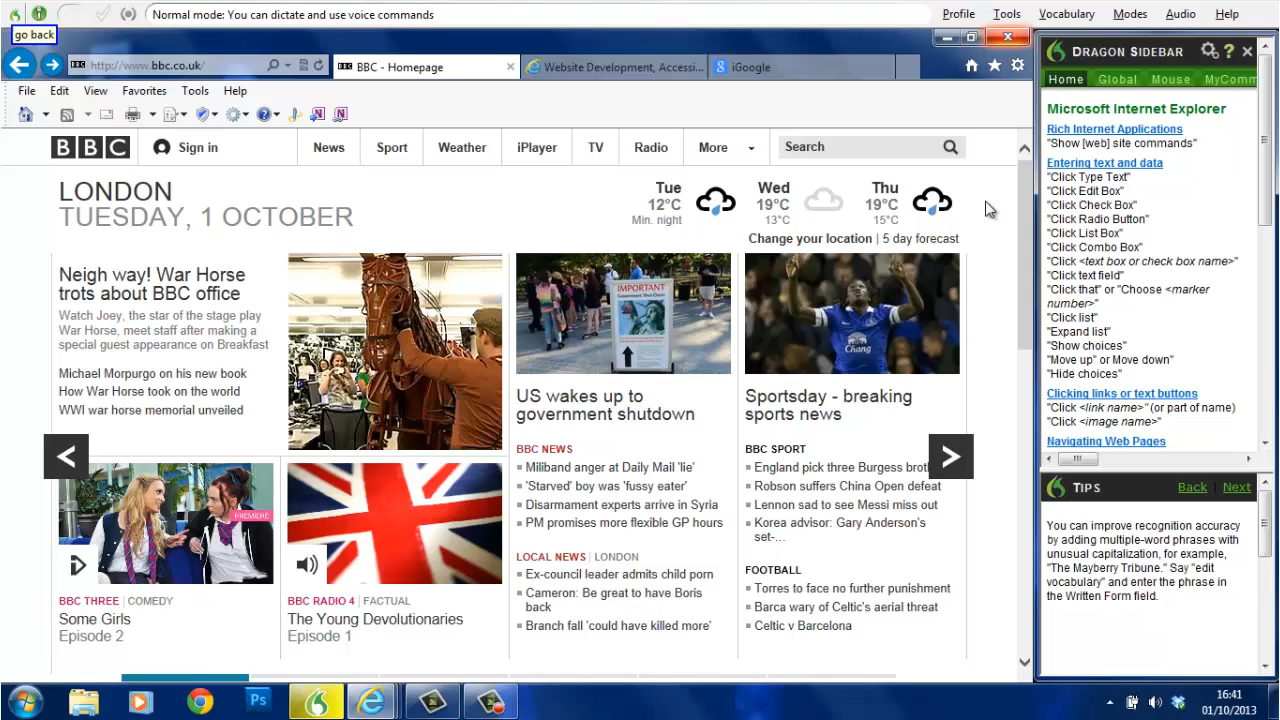 Normal mode: You can dictate and use voice commands
Profile Tools Vocabulary Modes Audio Help
go back
http://www.bbc.co.uk/
BBC - Homepage
Website Development, Accessi...
iGoogle
File Edit View Favorites Tools Help
BBC
Sign in
News Sport Weather iPlayer TV Radio More
Search
LONDON
TUESDAY, 1 OCTOBER
Tue
12°C
Min. night
Wed
19°C
13°C
Thu
19°C
15°C
Change your location | 5 day forecast
Neigh way! War Horse
trots about BBC office
Watch Joey, the star of the stage play
War Horse, meet staff after making a
special guest appearance on Breakfast
Michael Morpurgo on his new book
How War Horse took on the world
WWI war horse memorial unveiled
IMPORTANT
Chang
US wakes up to
government shutdown
BBC NEWS
Miliband anger at Daily Mail 'lie'
'Starved' boy was 'fussy eater'
Disarmament experts arrive in Syria
PM promises more flexible GP hours
LOCAL NEWS | LONDON
Ex-council leader admits child porn
Cameron: Be great to have Boris
back
Branch fall 'could have killed more'
Sportsday - breaking
sports news
BBC SPORT
England pick three Burgess brot
Robson suffers China Open defeat
Lennon sad to see Messi miss out
Korea advisor: Gary Anderson's
set-...
FOOTBALL
Torres to face no further punishment
Barca wary of Celtic's aerial threat
Celtic v Barcelona
PREMIERE
BBC THREE | COMEDY
Some Girls
Episode 2
BBC RADIO 4 | FACTUAL
The Young Devolutionaries
Episode 1
DRAGON SIDEBAR
Home Global Mouse MyComm
Microsoft Internet Explorer
Rich Internet Applications
"Show [web] site commands"
Entering text and data
"Click Type Text"
"Click Edit Box"
"Click Check Box"
"Click Radio Button"
"Click List Box"
"Click Combo Box"
"Click <text box or check box name>"
"Click text field"
"Click that" or "Choose <marker
number>"
"Click list"
"Expand list"
"Show choices"
"Move up" or Move down"
"Hide choices"
Clicking links or text buttons
"Click <link name>" (or part of name)
"Click <image name>"
Navigating Web Pages
TIPS
Back Next
You can improve recognition accuracy
by adding multiple-word phrases with
unusual capitalization, for example,
"The Mayberry Tribune." Say "edit
vocabulary" and enter the phrase in
the Written Form field.
Ps
16:41
01/10/2013